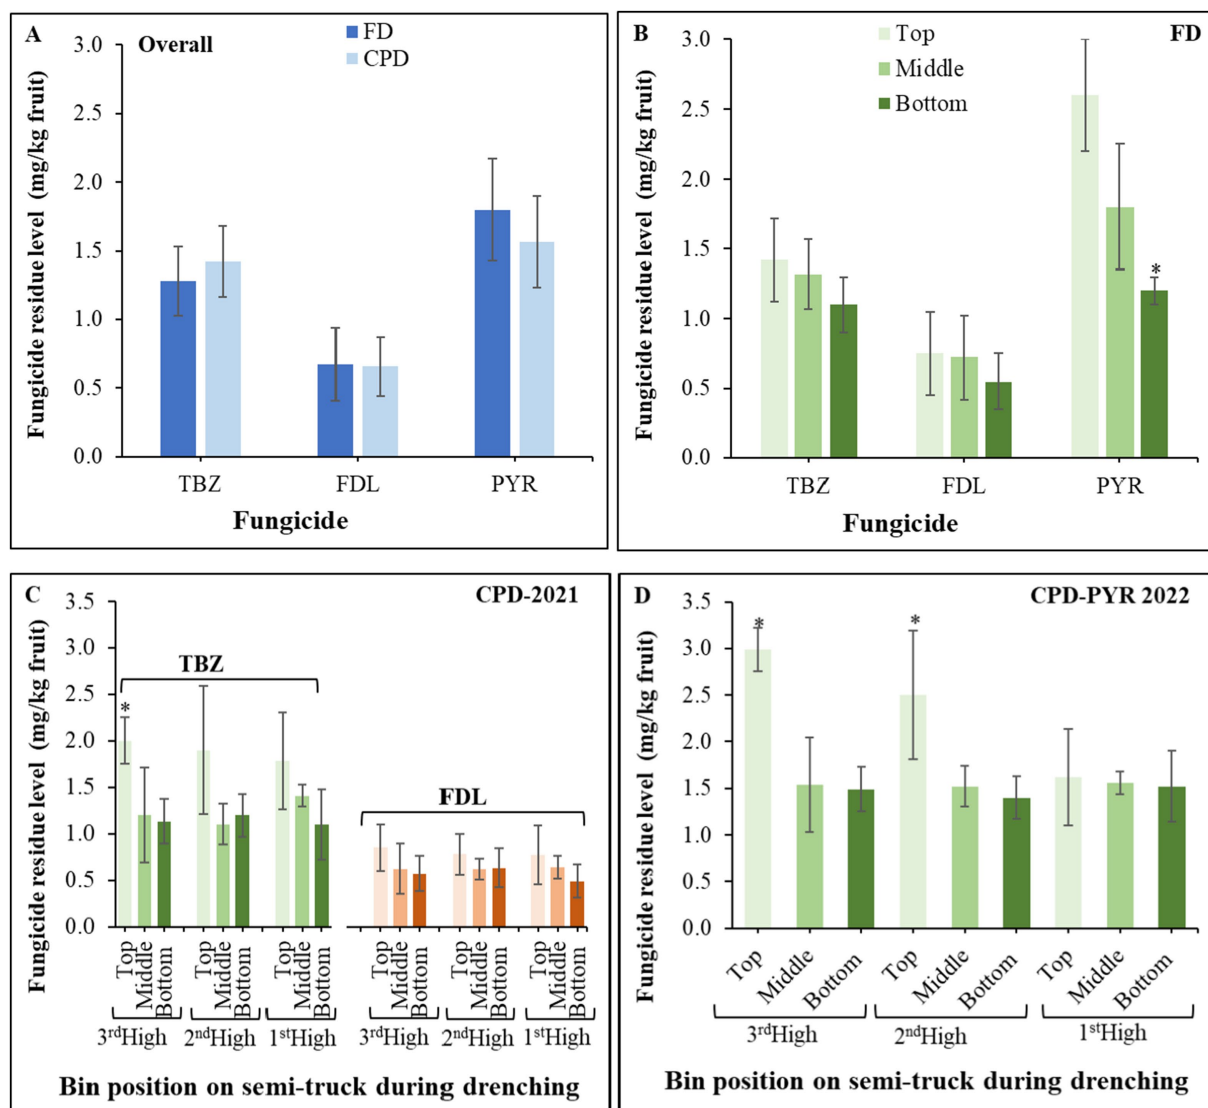 A
Overall
FD
CPD
Fungicide residue level (mg/kg fruit)
3.0
2.5
2.0
1.5
1.0
0.5
0.0
TBZ FDL PYR
Fungicide
B
FD
Top
Middle
Bottom
Fungicide residue level (mg/kg fruit)
3.0
2.5
2.0
1.5
1.0
0.5
0.0
*
TBZ FDL PYR
Fungicide
C
CPD-2021
Fungicide residue level (mg/kg fruit)
3.5
3.0
2.5
2.0
1.5
1.0
0.5
0.0
TBZ
*
FDL
Top Middle Bottom Top Middle Bottom Top Middle Bottom Top Middle Bottom Top Middle Bottom Top Middle Bottom
3rdHigh 2ndHigh 1stHigh 3rdHigh 2ndHigh 1stHigh
Bin position on semi-truck during drenching
D
CPD-PYR 2022
Fungicide residue level (mg/kg fruit)
3.5
3.0
2.5
2.0
1.5
1.0
0.5
0.0
* *
Top Middle Bottom Top Middle Bottom Top Middle Bottom
3rdHigh 2ndHigh 1stHigh
Bin position on semi-truck during drenching